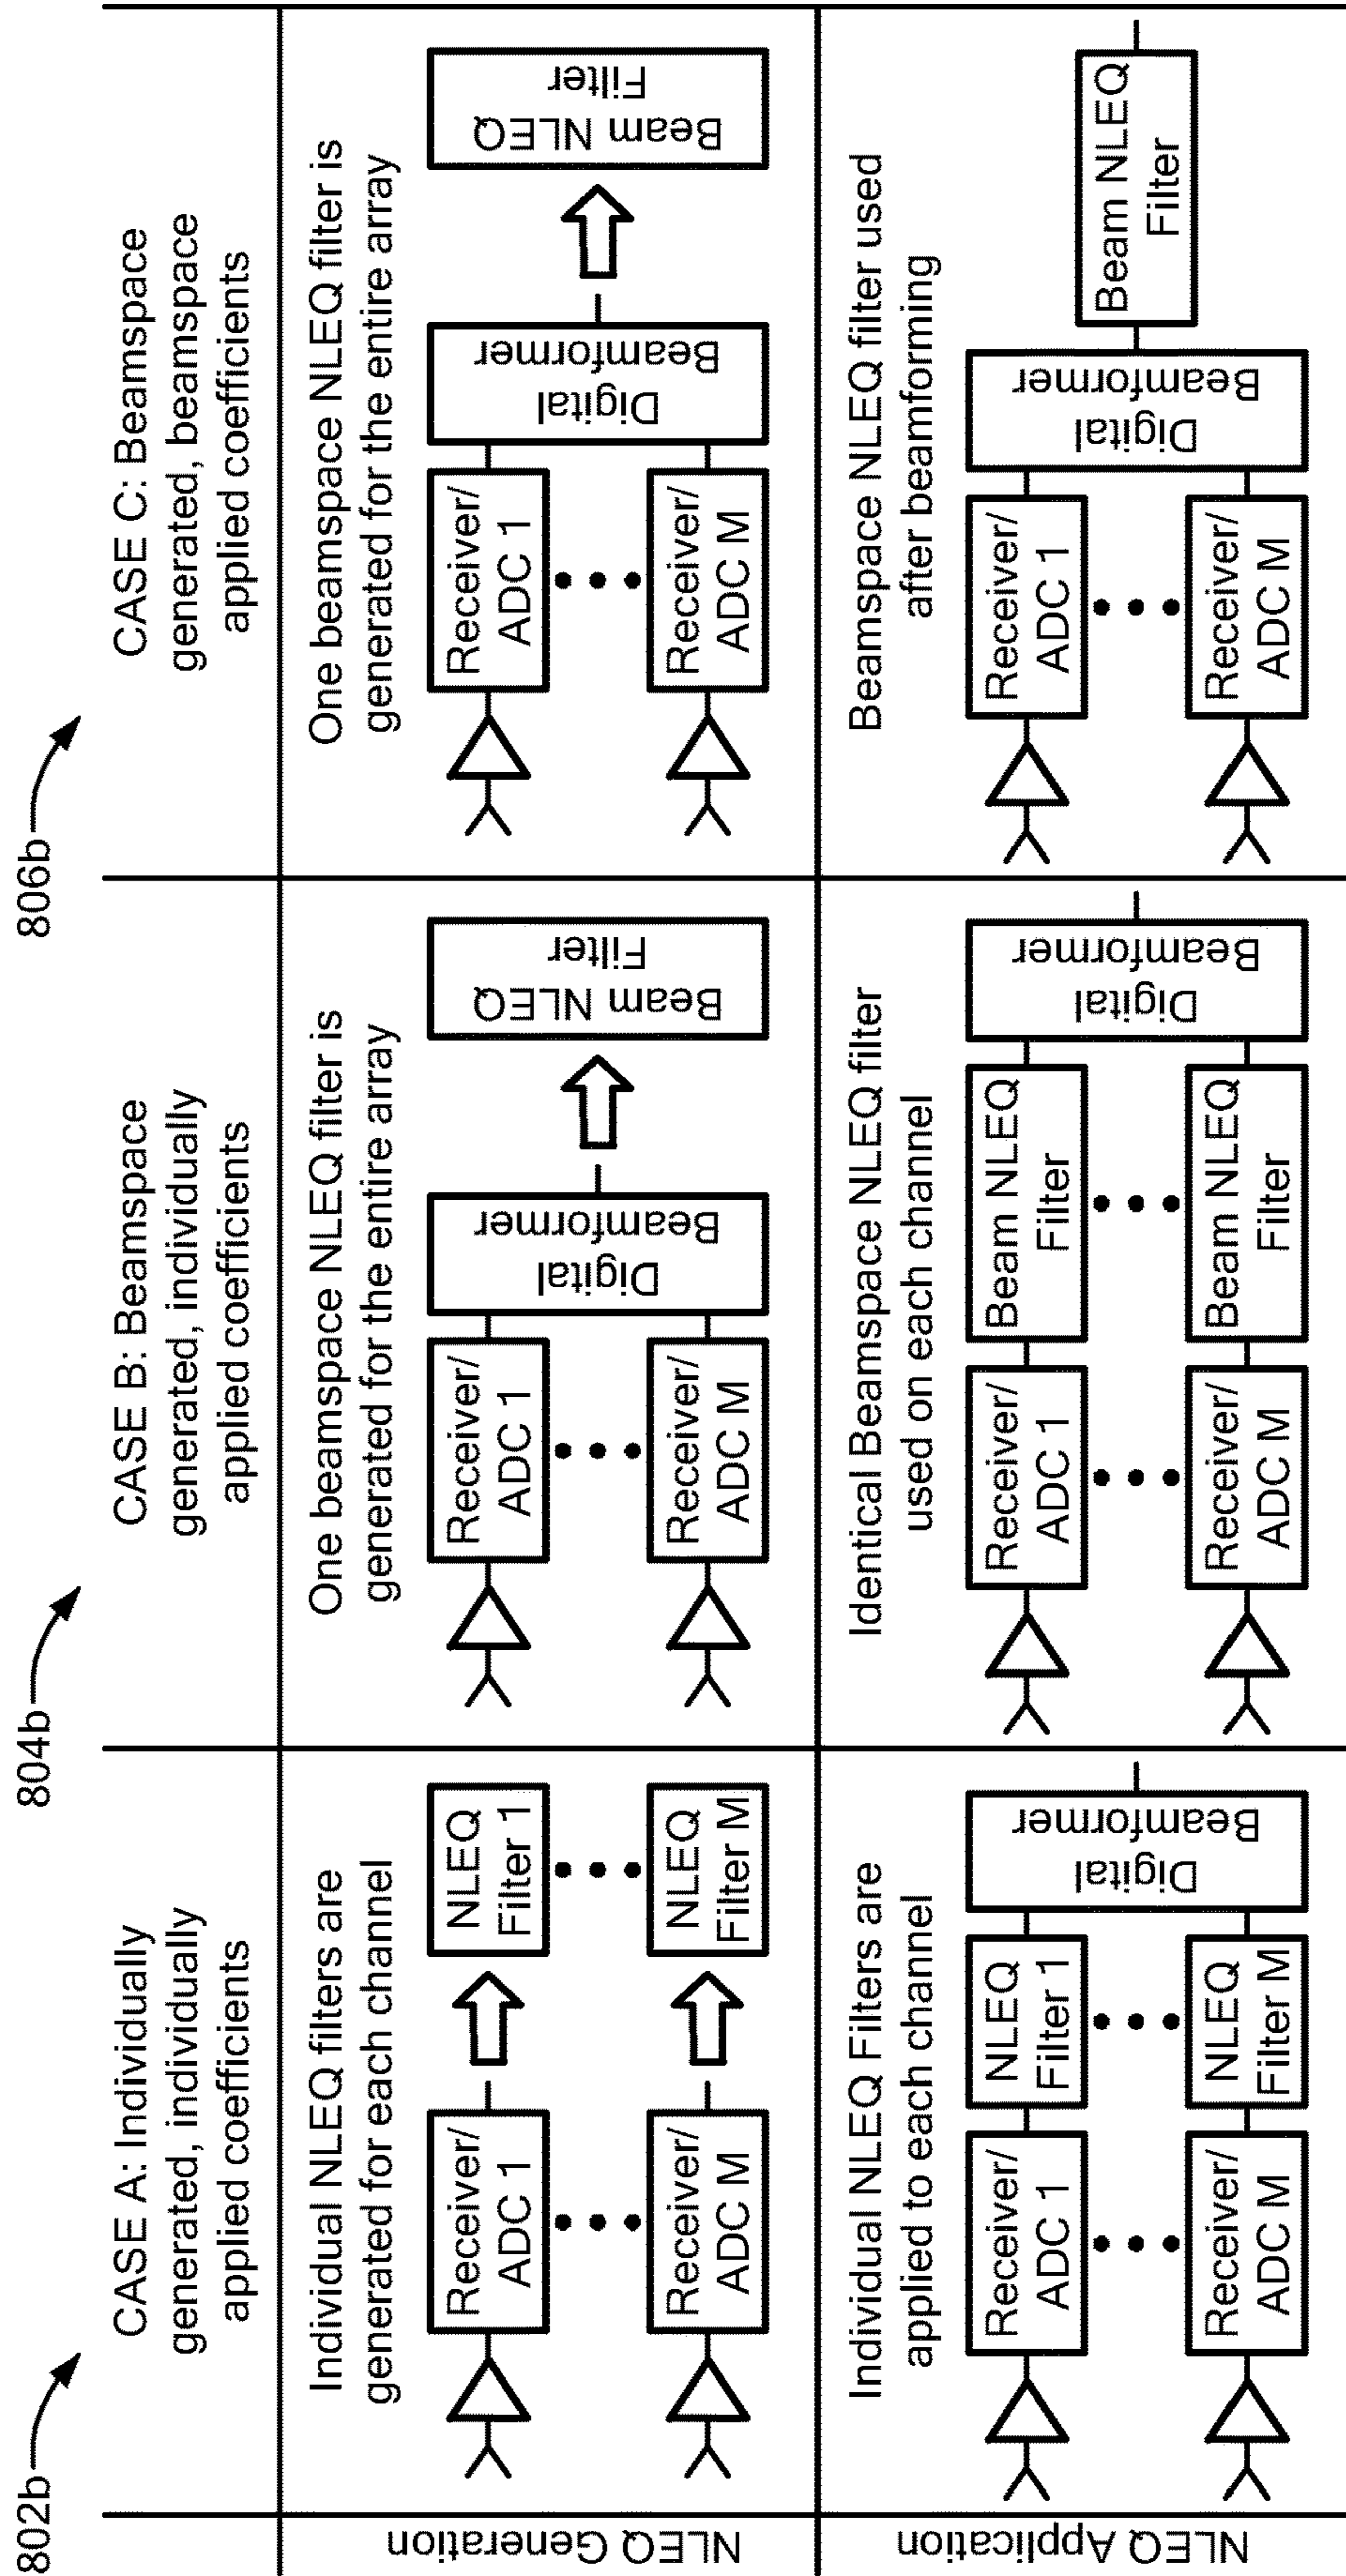 802b
804b
806b
CASE A: Individually
generated, individually
applied coefficients
CASE B: Beamspace
generated, individually
applied coefficients
CASE C: Beamspace
generated, beamspace
applied coefficients
NLEQ Generation
Individual NLEQ filters are
generated for each channel
Receiver/
ADC 1
NLEQ
Filter 1
Receiver/
ADC M
NLEQ
Filter M
One beamspace NLEQ filter is
generated for the entire array
Receiver/
ADC 1
Receiver/
ADC M
Digital
Beamformer
Beam NLEQ
Filter
One beamspace NLEQ filter is
generated for the entire array
Receiver/
ADC 1
Receiver/
ADC M
Digital
Beamformer
Beam NLEQ
Filter
NLEQ Application
Individual NLEQ Filters are
applied to each channel
Receiver/
ADC 1
NLEQ
Filter 1
Receiver/
ADC M
NLEQ
Filter M
Digital
Beamformer
Identical Beamspace NLEQ filter
used on each channel
Receiver/
ADC 1
Beam NLEQ
Filter
Receiver/
ADC M
Beam NLEQ
Filter
Digital
Beamformer
Beamspace NLEQ filter used
after beamforming
Receiver/
ADC 1
Receiver/
ADC M
Digital
Beamformer
Beam NLEQ
Filter